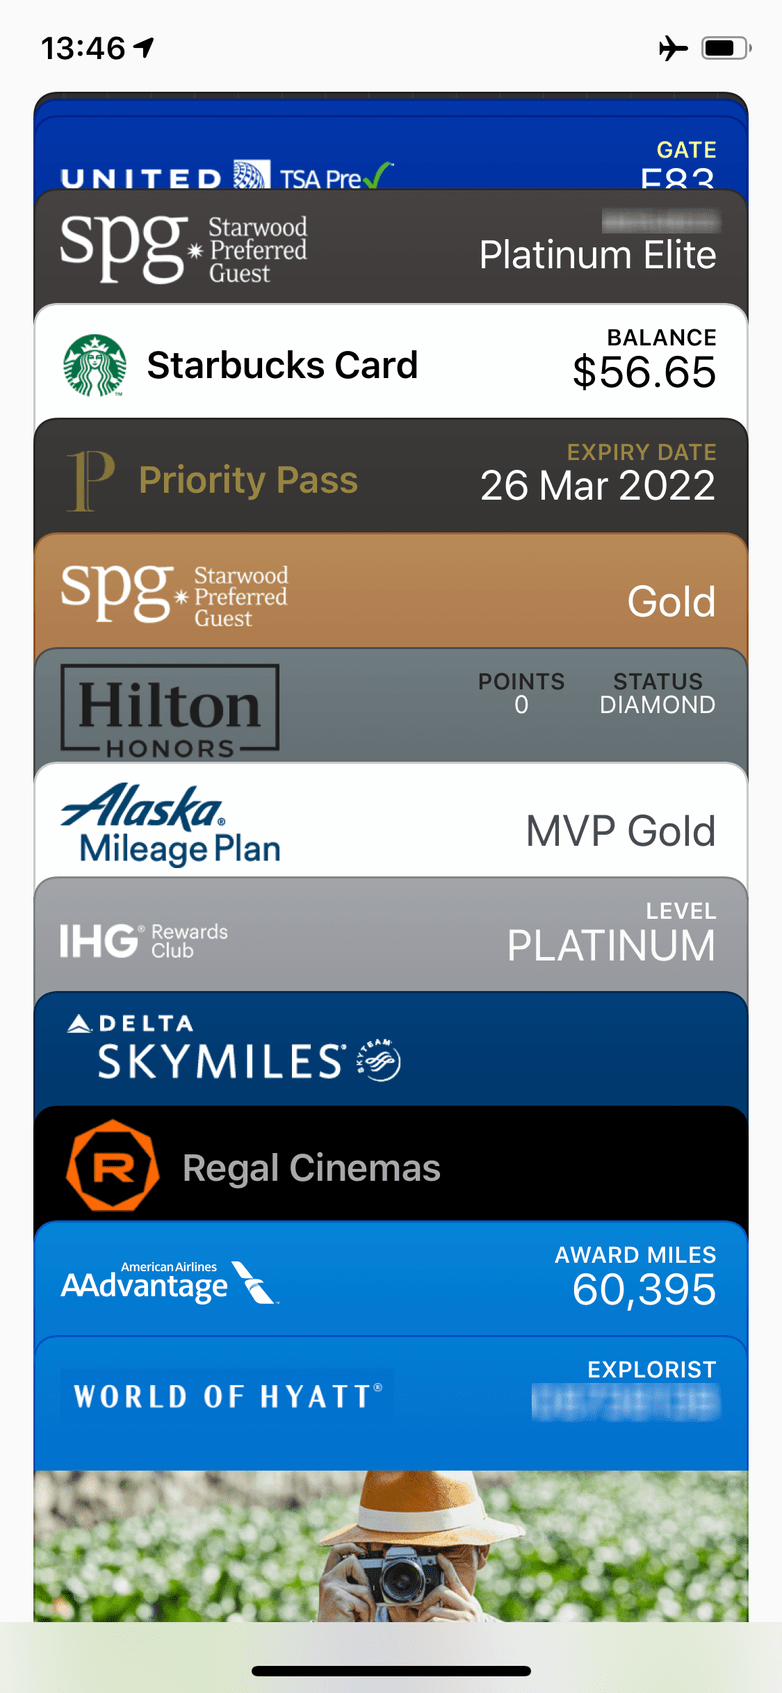 13:46
GATE
UNITED TSA Pre✓™
spg* Starwood Preferred Guest
Platinum Elite
BALANCE
Starbucks Card
$56.65
EXPIRY DATE
P Priority Pass
26 Mar 2022
spg* Starwood Preferred Guest
Gold
POINTS STATUS
Hilton
0 DIAMOND
HONORS
Alaska®
Mileage Plan
MVP Gold
LEVEL
IHG® Rewards Club
PLATINUM
DELTA
SKYMILES® SKYTEAM
R Regal Cinemas
American Airlines
AAdvantage
AWARD MILES
60,395
EXPLORIST
WORLD OF HYATT®